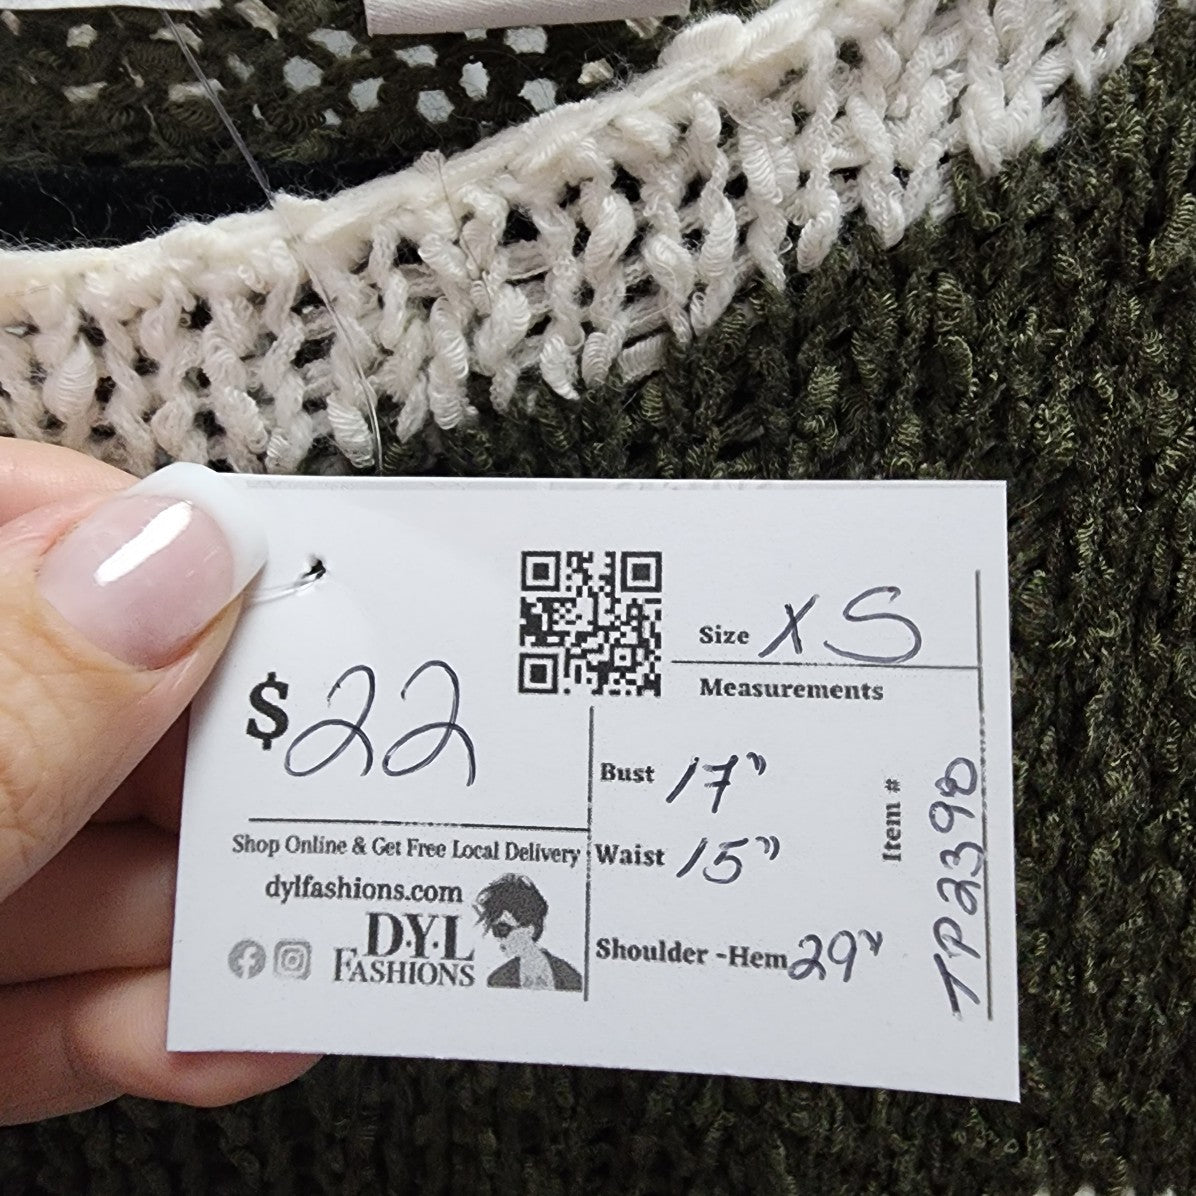 $22
Shop Online & Get Free Local Delivery
dylfashions.com
D.Y.L
FASHIONS
Size XS
Measurements
Bust 17"
Waist 15"
Shoulder -Hem 29"
Item # TP2398